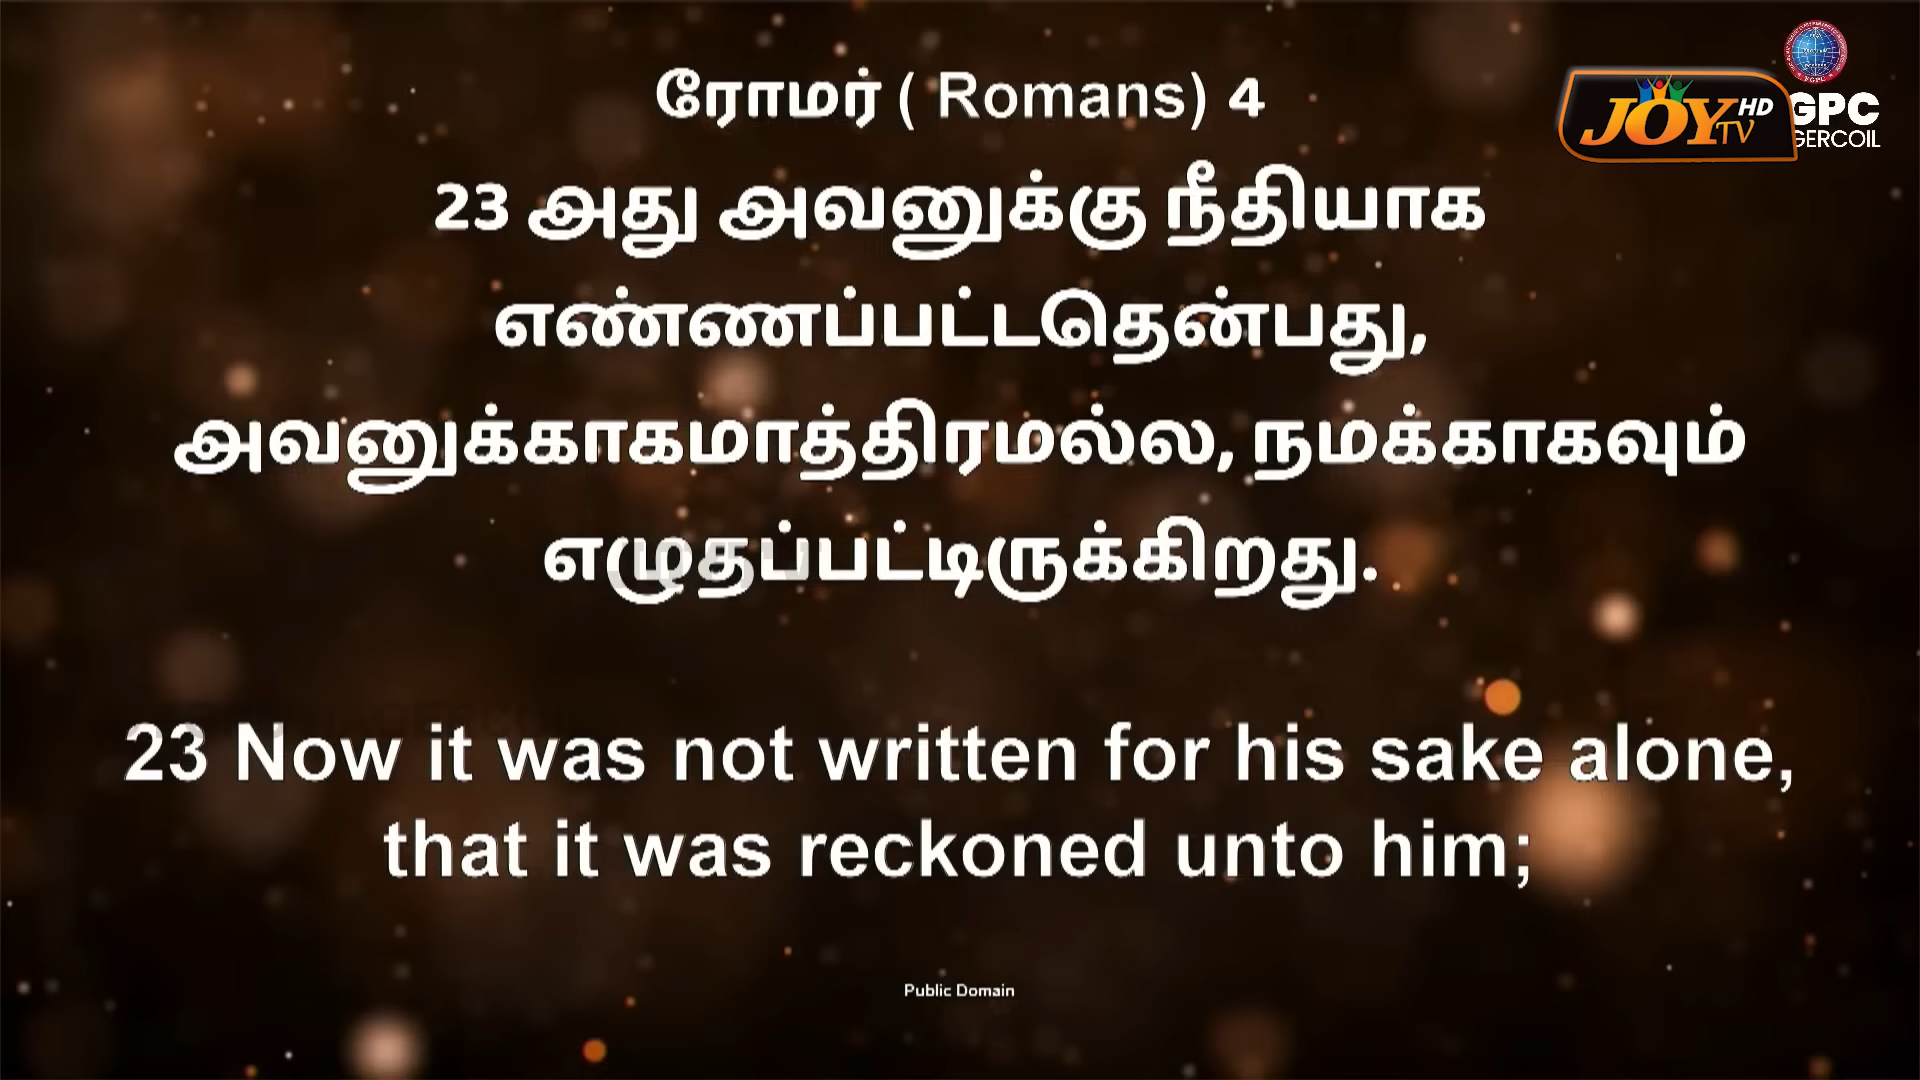 ரோமர் ( Romans) 4
23 அது அவனுக்கு நீதியாக
எண்ணப்பட்டதென்பது,
அவனுக்காகமாத்திரமல்ல, நமக்காகவும்
எழுதப்பட்டிருக்கிறது.
23 Now it was not written for his sake alone,
that it was reckoned unto him;
Public Domain
JOY TV HD
GPC
GERCOIL